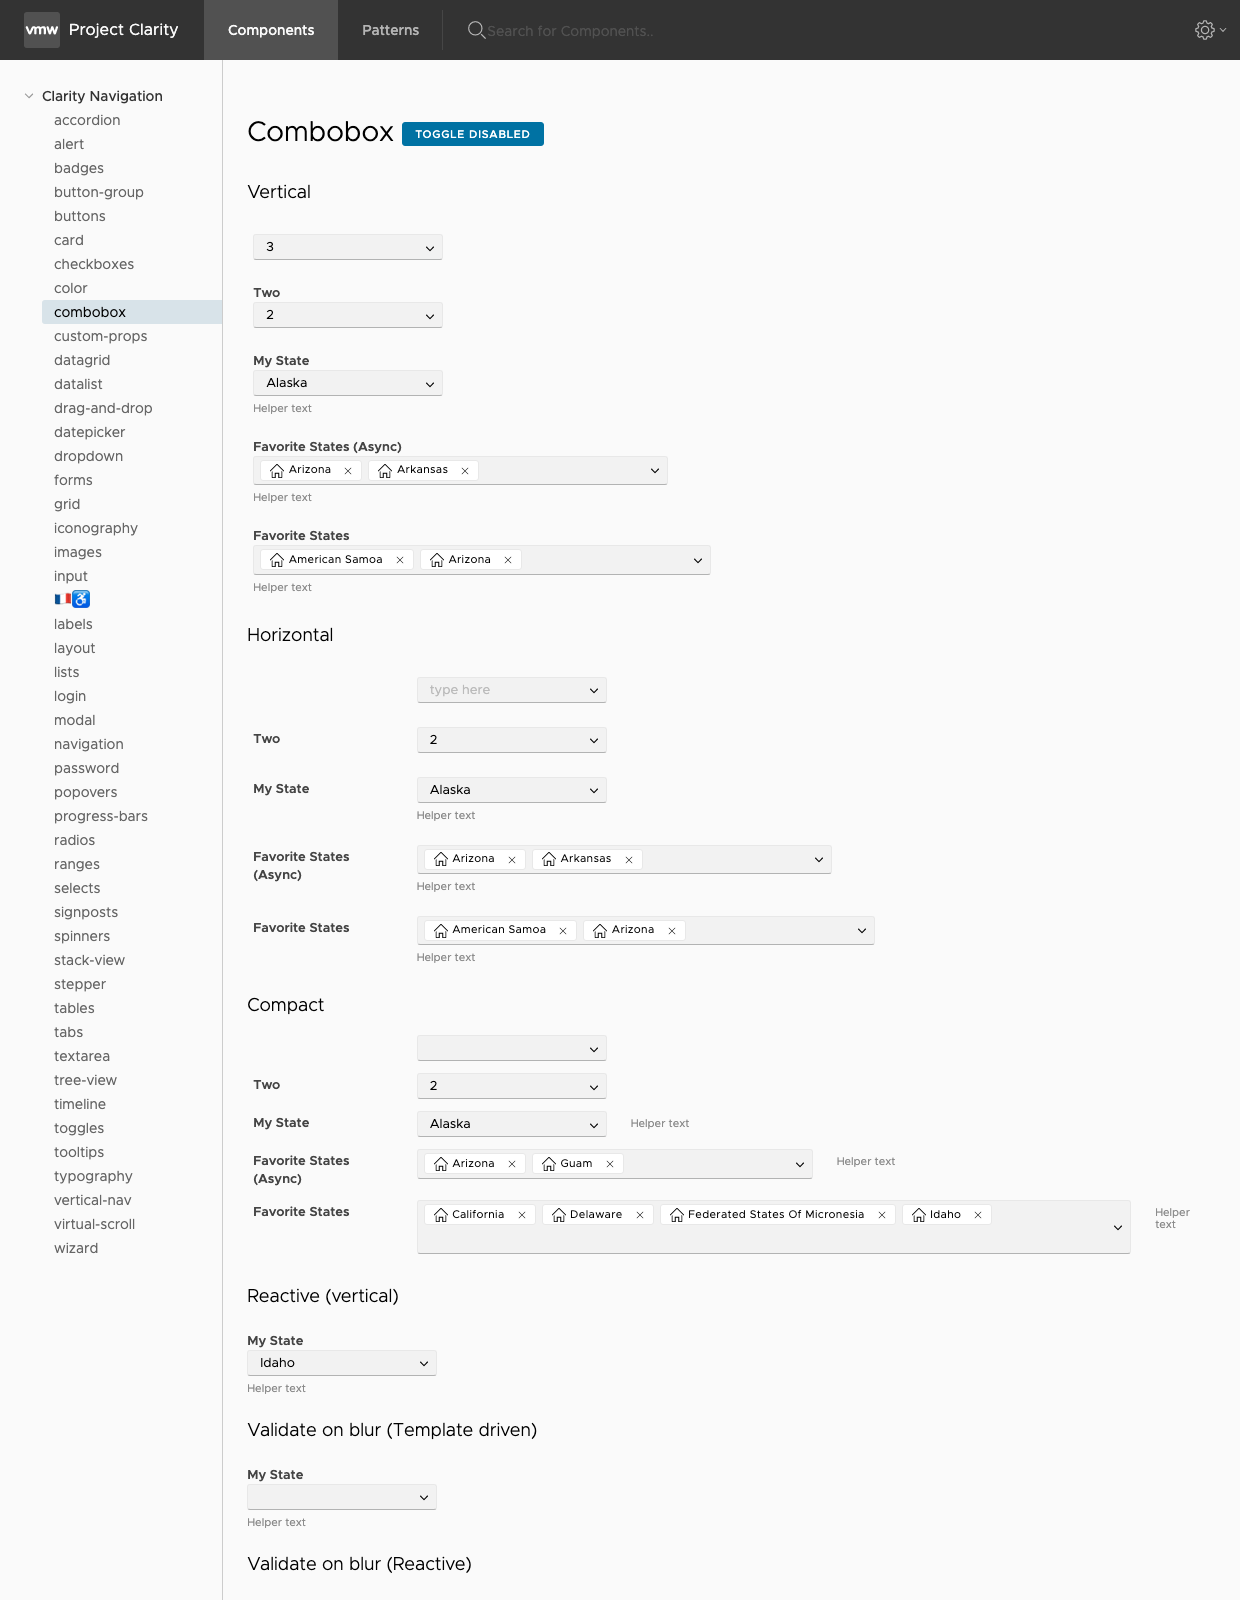 vmw Project Clarity
Components
Patterns
Search for Components..
Clarity Navigation
accordion
alert
badges
button-group
buttons
card
checkboxes
color
combobox
custom-props
datagrid
datalist
drag-and-drop
datepicker
dropdown
forms
grid
iconography
images
input
🇫🇷♿
labels
layout
lists
login
modal
navigation
password
popovers
progress-bars
radios
ranges
selects
signposts
spinners
stack-view
stepper
tables
tabs
textarea
tree-view
timeline
toggles
tooltips
typography
vertical-nav
virtual-scroll
wizard
Combobox TOGGLE DISABLED
Vertical
3
Two
2
My State
Alaska
Helper text
Favorite States (Async)
Arizona Arkansas
Helper text
Favorite States
American Samoa Arizona
Helper text
Horizontal
type here
Two 2
My State Alaska
Helper text
Favorite States
(Async)
Arizona Arkansas
Helper text
Favorite States American Samoa Arizona
Helper text
Compact
Two 2
My State Alaska Helper text
Favorite States
(Async)
Arizona Guam Helper text
Favorite States California Delaware Federated States Of Micronesia Idaho
Helper
text
Reactive (vertical)
My State
Idaho
Helper text
Validate on blur (Template driven)
My State
Helper text
Validate on blur (Reactive)